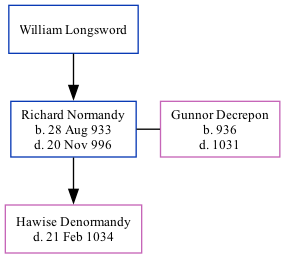 William Longsword
Richard Normandy
b. 28 Aug 933
d. 20 Nov 996
Gunnor Decrepon
b. 936
d. 1031
Hawise Denormandy
d. 21 Feb 1034